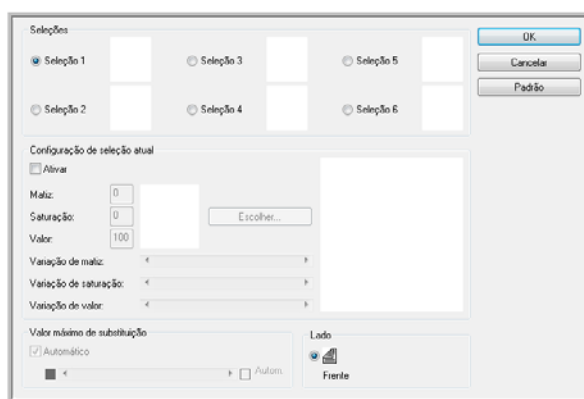 Seleções
OK
Seleção 1
Seleção 3
Seleção 5
Cancelar
Padrão
Seleção 2
Seleção 4
Seleção 6
Configuração de seleção atual
Ativar
Matiz: 0
Saturação: 0
Escolher...
Valor: 100
Variação de matiz:
Variação de saturação:
Variação de valor:
Valor máximo de substituição
Lado
Automático
Autom.
Frente